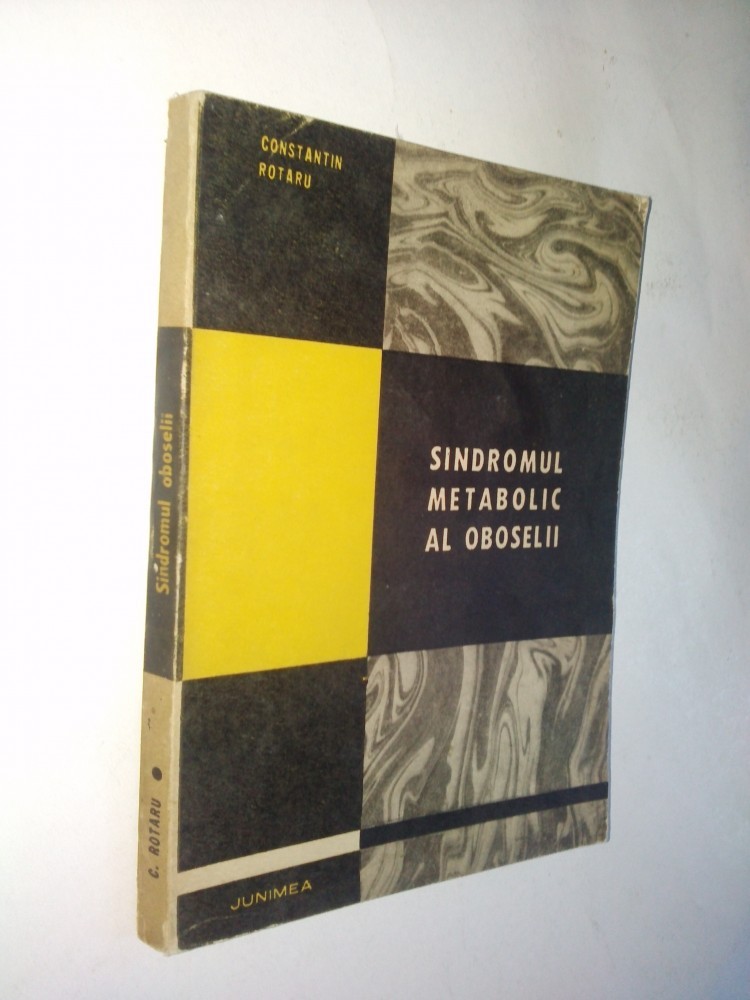 CONSTANTIN
ROTARU
SINDROMUL
METABOLIC
AL OBOSELII
JUNIMEA
C. ROTARU • Sindromul oboselii